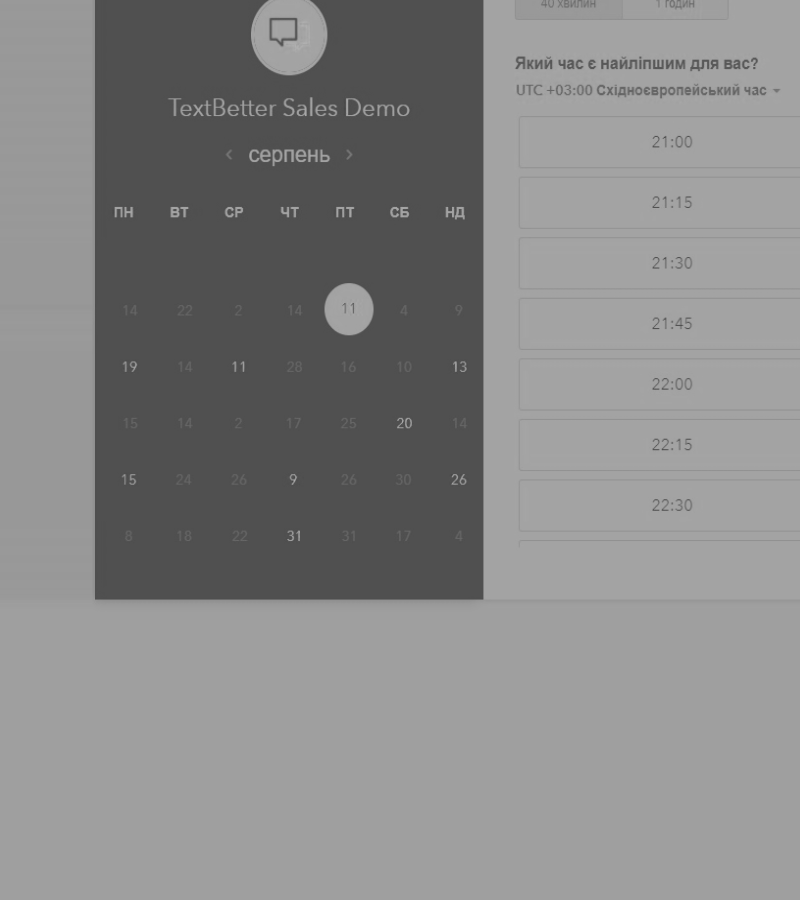 40 хвилин 1 годин
TextBetter Sales Demo
серпень
ПН ВТ СР ЧТ ПТ СБ НД
14 22 2 14 11 4 9
19 14 11 28 16 10 13
15 14 2 17 25 20 14
15 24 26 9 26 30 26
8 18 22 31 31 17 4
Який час є найліпшим для вас?
UTC +03:00 Східноєвропейський час
21:00
21:15
21:30
21:45
22:00
22:15
22:30